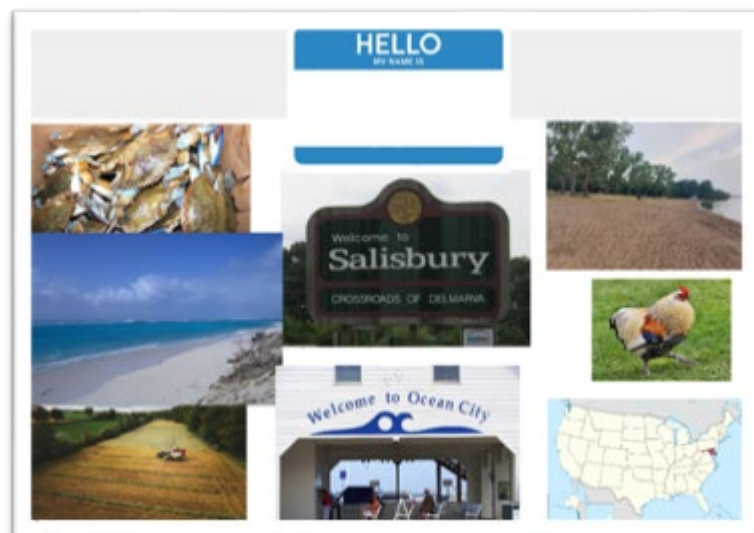 HELLO
MY NAME IS
Welcome to
Salisbury
CROSSROADS OF DELMARVA
Welcome to Ocean City